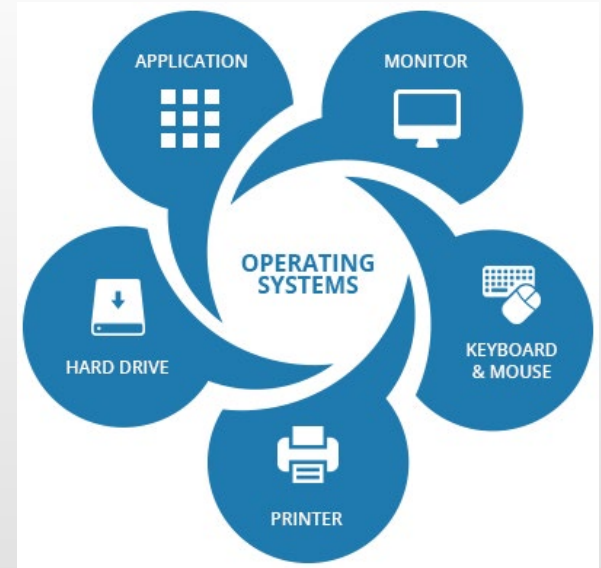 APPLICATION
MONITOR
OPERATING
SYSTEMS
HARD DRIVE
KEYBOARD
& MOUSE
PRINTER